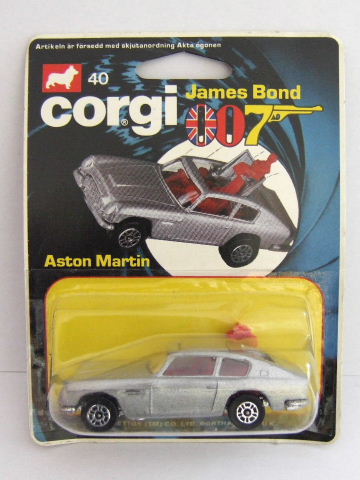 Artikeln är försedd med skjutanordning Akta ögonen
40
corgi
James Bond
007
Aston Martin